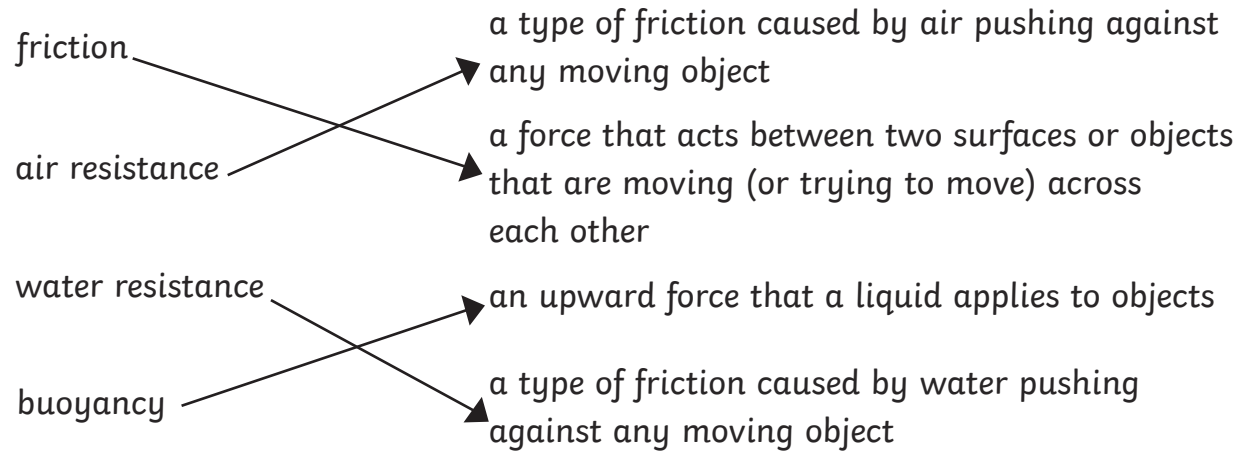 friction
air resistance
water resistance
buoyancy
a type of friction caused by air pushing against
any moving object
a force that acts between two surfaces or objects
that are moving (or trying to move) across
each other
an upward force that a liquid applies to objects
a type of friction caused by water pushing
against any moving object